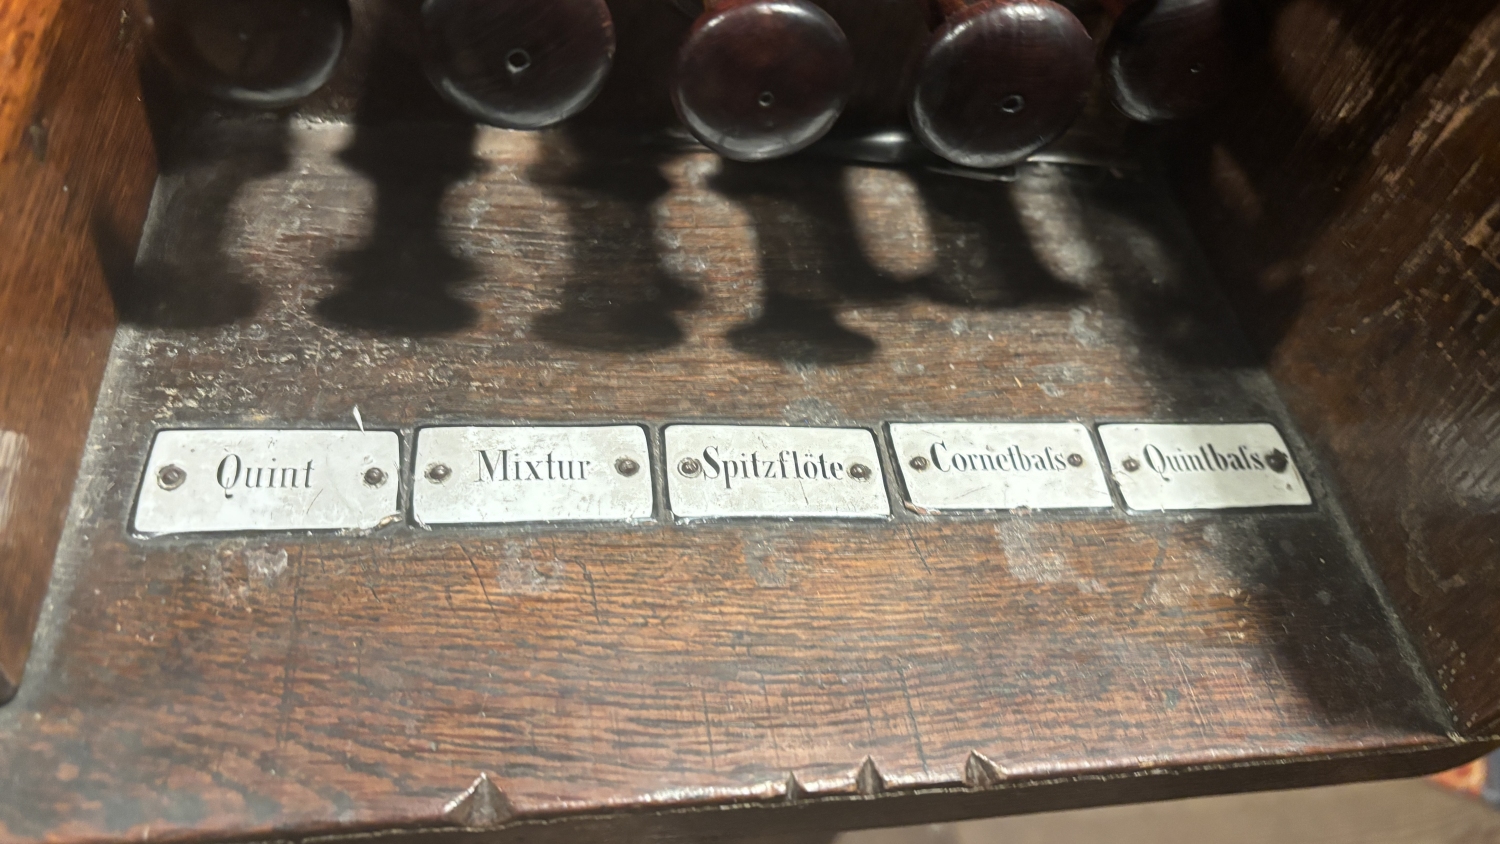 Quint
Mixtur
Spitzflöte
Cornetbaſs
Quintbaſs